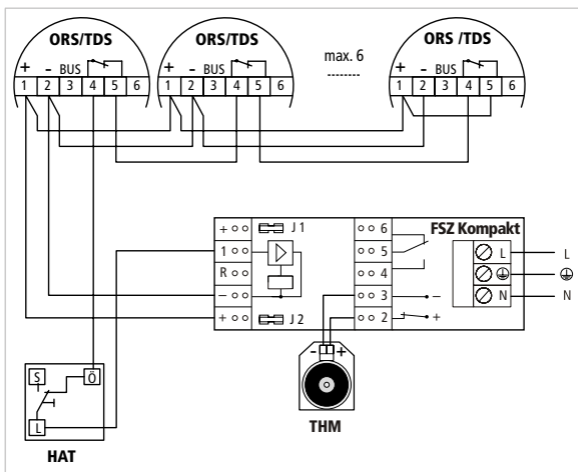 ORS/TDS ORS/TDS ORS /TDS
max. 6
--------
+ - BUS + - BUS + - BUS
1 2 3 4 5 6 1 2 3 4 5 6 1 2 3 4 5 6
+ J 1 6 FSZ Kompakt
1 5 L L
R 4
– 3 – N N
+ J 2 2 +
S Ö - +
L
HAT THM